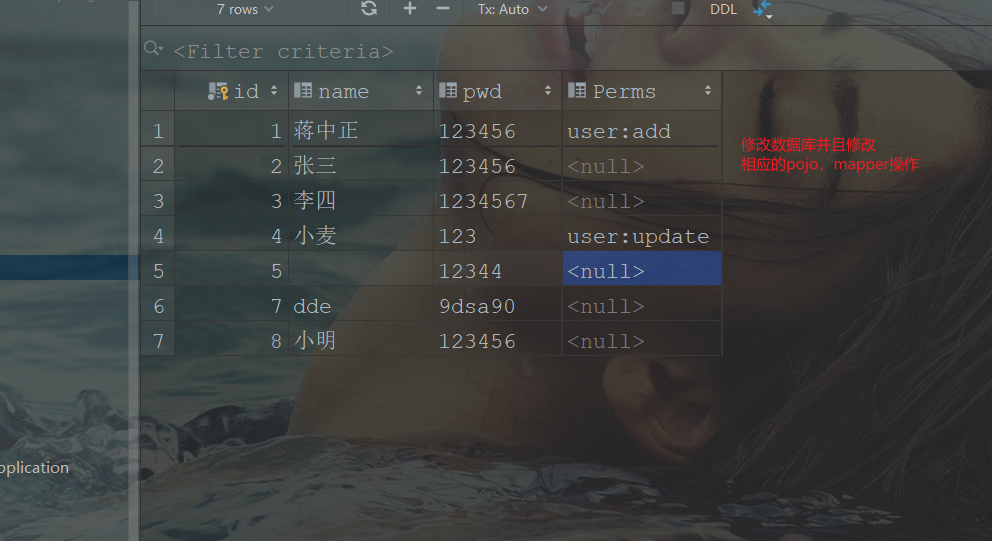 7 rows
Tx: Auto
DDL
<Filter criteria>
id name pwd Perms
1 1 蒋中正 123456 user:add
2 2 张三 123456 <null>
3 3 李四 1234567 <null>
4 4 小麦 123 user:update
5 5 12344 <null>
6 7 dde 9dsa90 <null>
7 8 小明 123456 <null>
修改数据库并且修改
相应的pojo，mapper操作
pplication